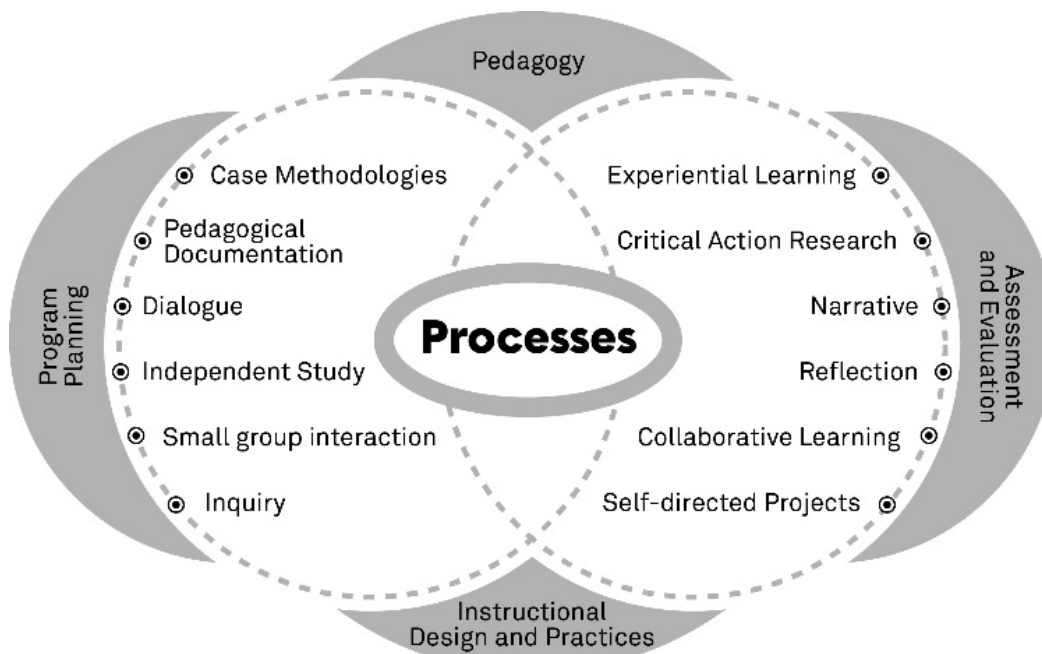 Pedagogy
Case Methodologies
Pedagogical
Documentation
Dialogue
Independent Study
Small group interaction
Inquiry
Program
Planning
Processes
Experiential Learning
Critical Action Research
Narrative
Reflection
Collaborative Learning
Self-directed Projects
Assessment
and Evaluation
Instructional
Design and Practices